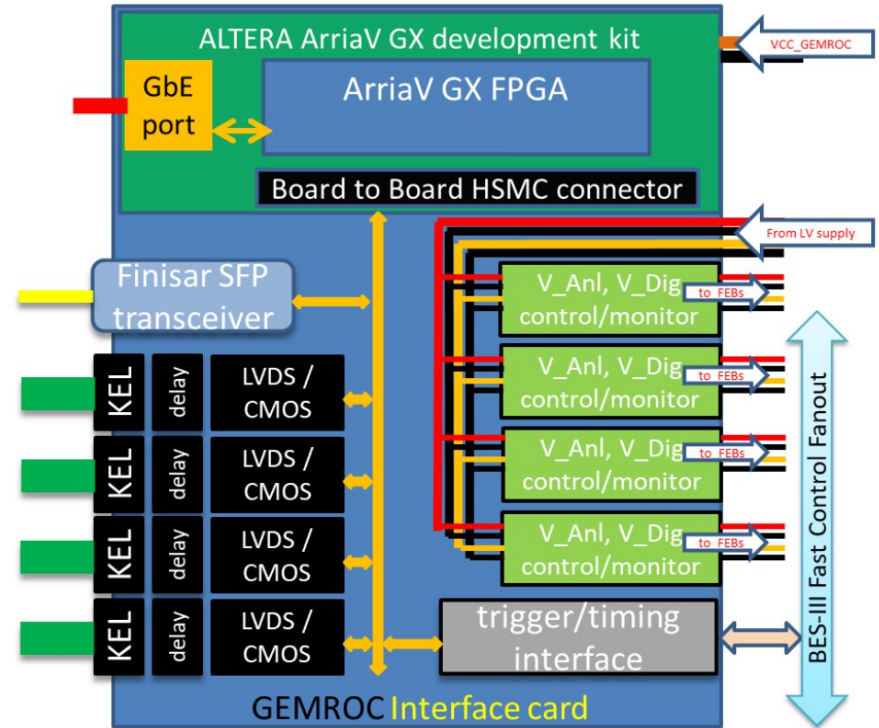 ALTERA ArriaV GX development kit
VCC_GEMROC
GbE
port
ArriaV GX FPGA
Board to Board HSMC connector
From LV supply
Finisar SFP
transceiver
V_Anl, V_Dig
control/monitor
to FEBs
V_Anl, V_Dig
control/monitor
to FEBs
V_Anl, V_Dig
control/monitor
to FEBs
V_Anl, V_Dig
control/monitor
to FEBs
KEL
delay
LVDS /
CMOS
KEL
delay
LVDS /
CMOS
KEL
delay
LVDS /
CMOS
KEL
delay
LVDS /
CMOS
trigger/timing
interface
BES-III Fast Control Fanout
GEMROC Interface card